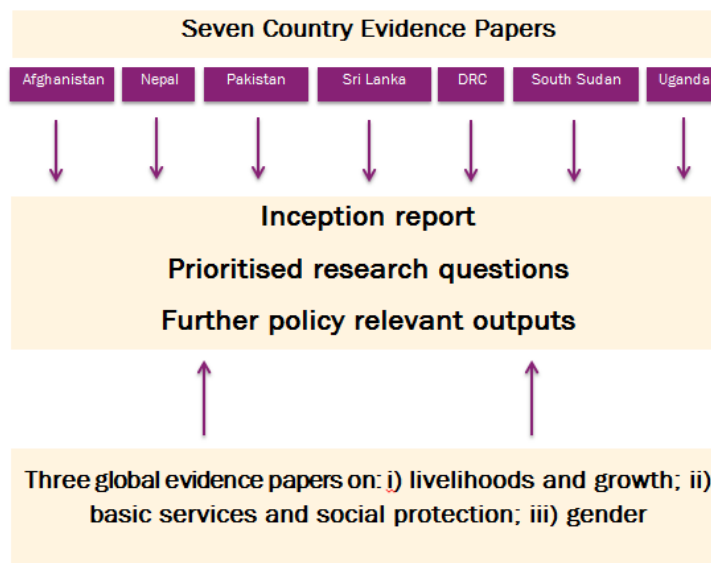 Seven Country Evidence Papers
Afghanistan Nepal Pakistan Sri Lanka DRC South Sudan Uganda
Inception report
Prioritised research questions
Further policy relevant outputs
Three global evidence papers on: i) livelihoods and growth; ii)
basic services and social protection; iii) gender